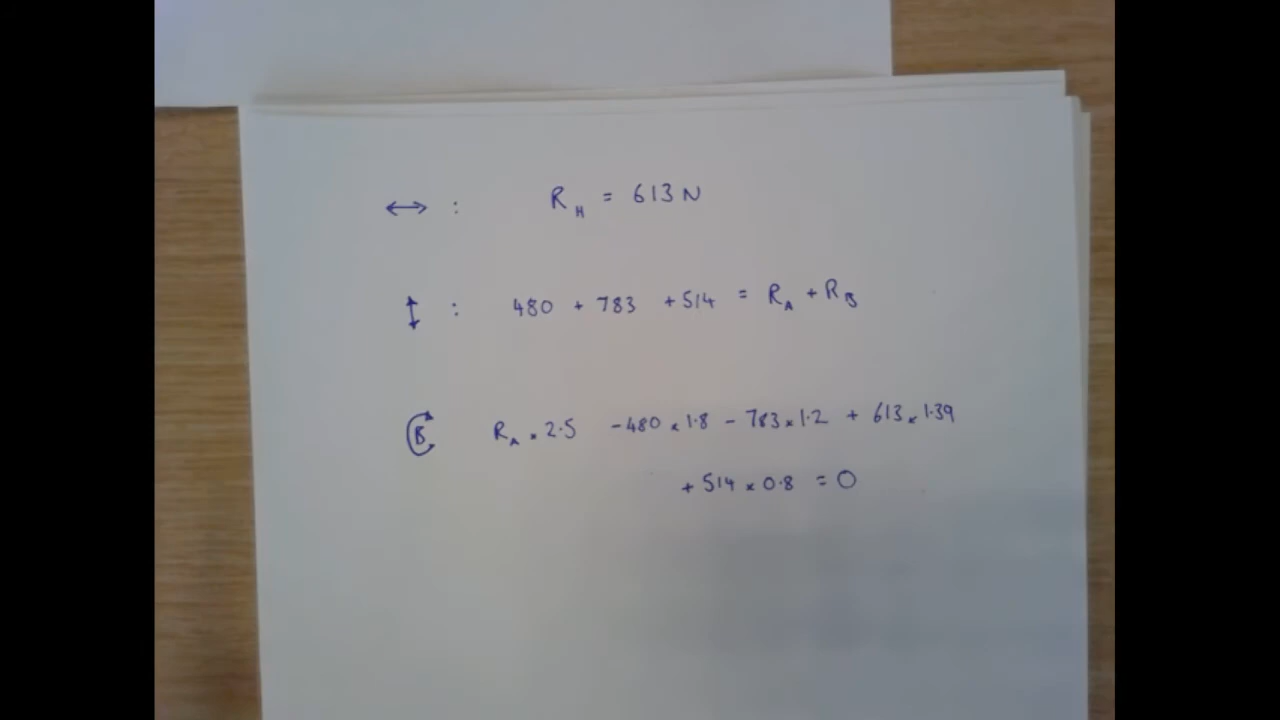 ↔ : R_H = 613 N
↕ : 480 + 783 + 514 = R_A + R_B
B R_A × 2.5 - 480 × 1.8 - 783 × 1.2 + 613 × 1.39
+ 514 × 0.8 = 0